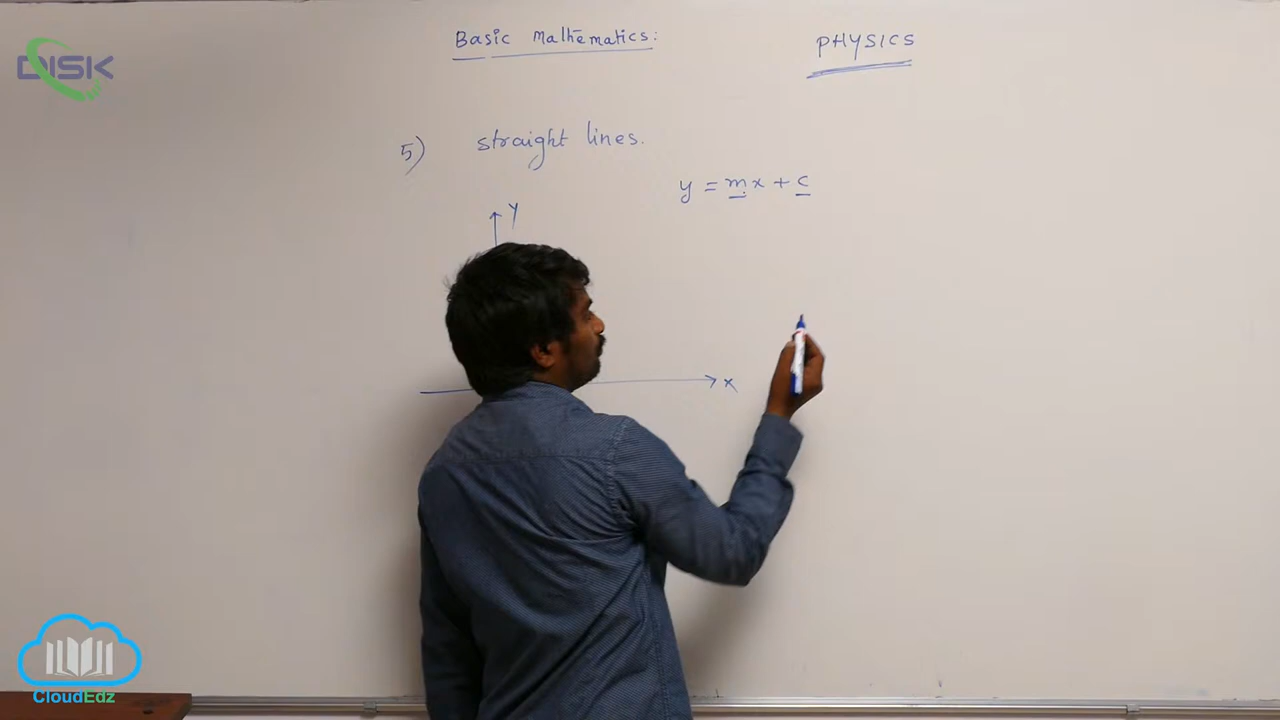 DISK
Basic Mathematics:
PHYSICS
5) straight lines.
y = mx + c
Y
x
CloudEdz